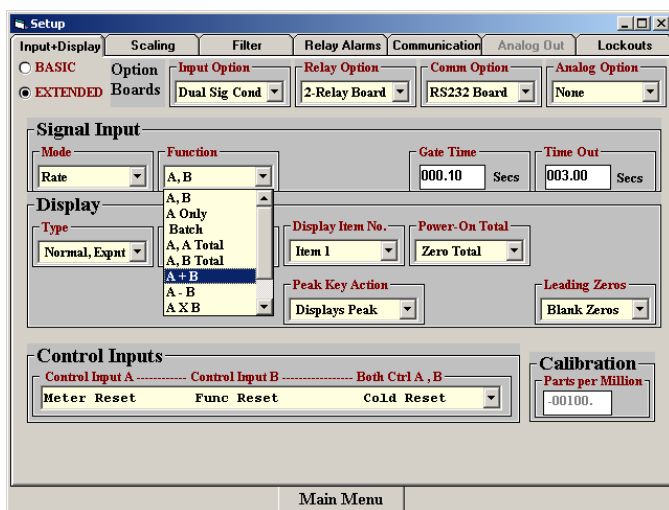 Setup
Input+Display Scaling Filter Relay Alarms Communication Analog Out Lockouts
BASIC
EXTENDED
Option Boards
Input Option Relay Option Comm Option Analog Option
Dual Sig Cond 2-Relay Board RS232 Board None
Signal Input
Mode Function Gate Time Time Out
Rate A, B 000.10 Secs 003.00 Secs
A, B
A Only
Batch
A, A Total
A, B Total
A + B
A - B
A X B
Display
Type Display Item No. Power-On Total
Normal, Expnt Item 1 Zero Total
Peak Key Action Leading Zeros
Displays Peak Blank Zeros
Control Inputs
Control Input A ------------ Control Input B ----------------- Both Ctrl A , B
Meter Reset Func Reset Cold Reset
Calibration
Parts per Million
-00100.
Main Menu